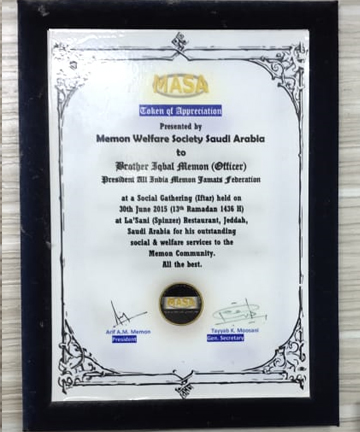 MASA
Token of Appreciation
Presented by
Memon Welfare Society Saudi Arabia
to
Brother Iqbal Memon (Officer)
President All India Memon Jamats Federation
at a Social Gathering (Iftar) held on
30th June 2015 (13th Ramadan 1436 H)
at La'Sani (Spinzer) Restaurant, Jeddah,
Saudi Arabia for his outstanding
social & welfare services to the
Memon Community.
All the best.
MASA
Arif A.M. Memon
President
Tayyab K. Moosani
Gen. Secretary